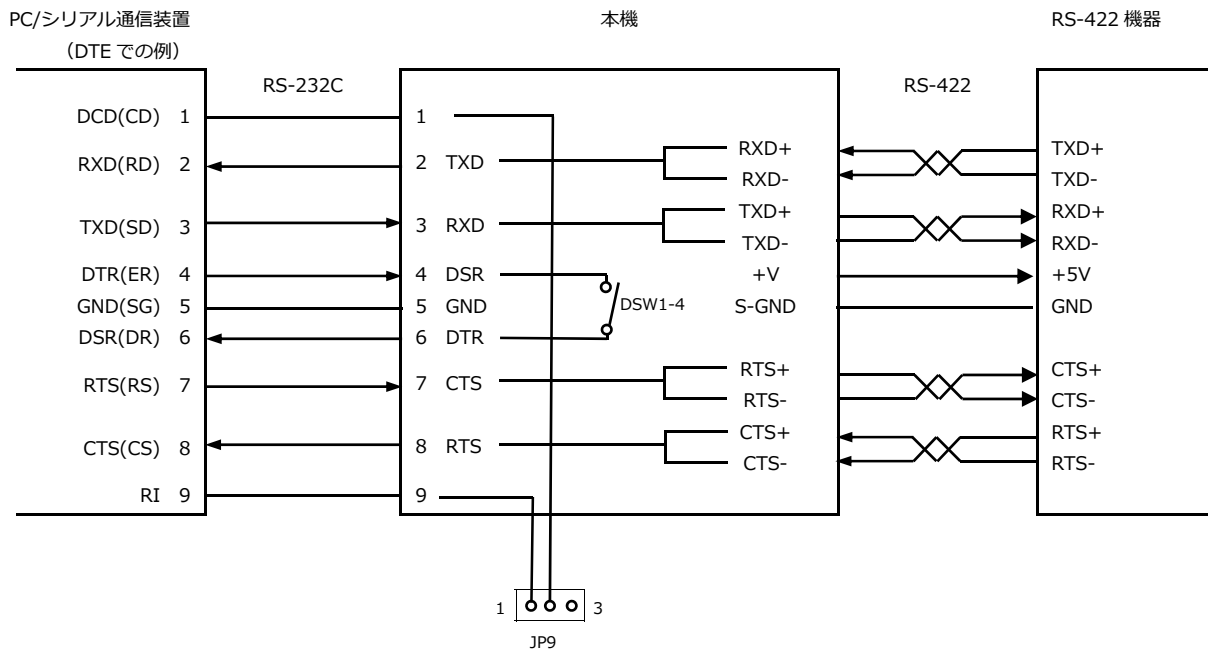 PC/シリアル通信装置
（DTE での例）
本機
RS-422 機器
RS-232C
RS-422
DCD(CD) 1
RXD(RD) 2
TXD(SD) 3
DTR(ER) 4
GND(SG) 5
DSR(DR) 6
RTS(RS) 7
CTS(CS) 8
RI 9
1
2 TXD
3 RXD
4 DSR
5 GND
6 DTR
7 CTS
8 RTS
9
DSW1-4
RXD+
RXD-
TXD+
TXD-
+V
S-GND
RTS+
RTS-
CTS+
CTS-
TXD+
TXD-
RXD+
RXD-
+5V
GND
CTS+
CTS-
RTS+
RTS-
1 3
JP9